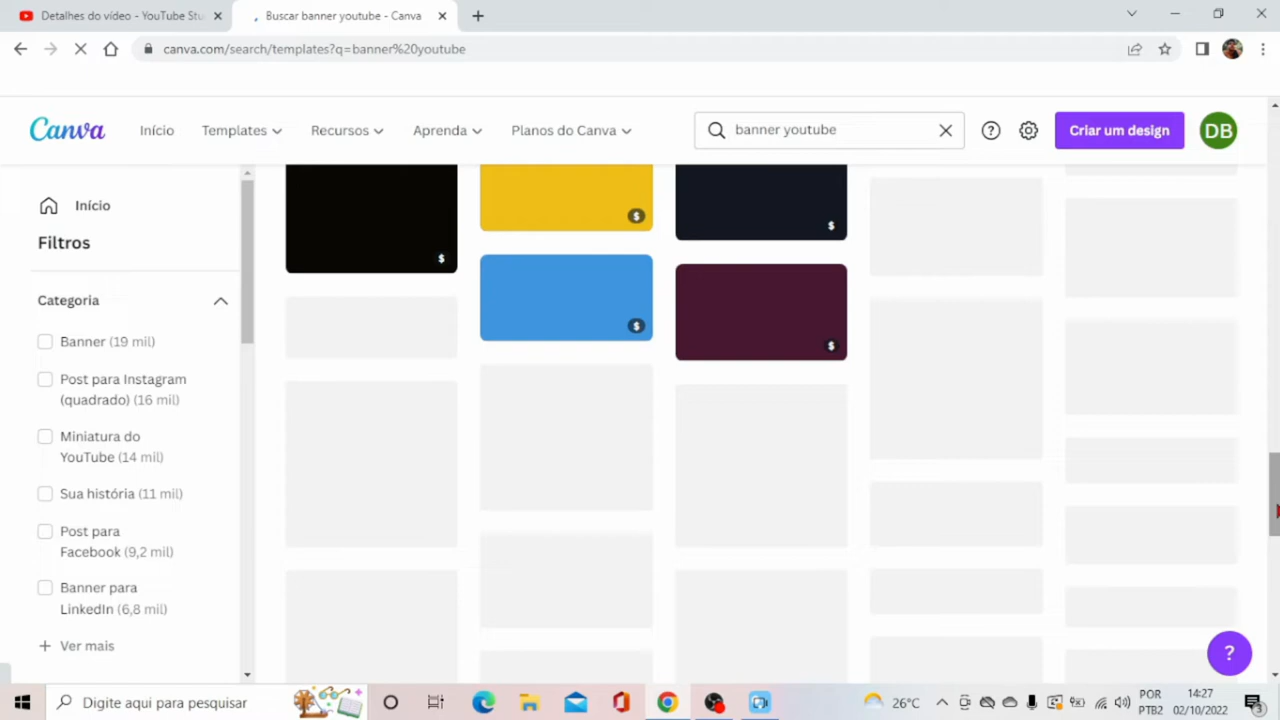 Detalhes do vídeo - YouTube Stu
Buscar banner youtube - Canva
canva.com/search/templates?q=banner%20youtube
Canva
Início
Templates
Recursos
Aprenda
Planos do Canva
banner youtube
Criar um design
DB
Início
Filtros
Categoria
Banner (19 mil)
Post para Instagram
(quadrado) (16 mil)
Miniatura do
YouTube (14 mil)
Sua história (11 mil)
Post para
Facebook (9,2 mil)
Banner para
LinkedIn (6,8 mil)
Ver mais
$
$
$
$
$
?
Digite aqui para pesquisar
26°C
POR
PTB2
14:27
02/10/2022
3